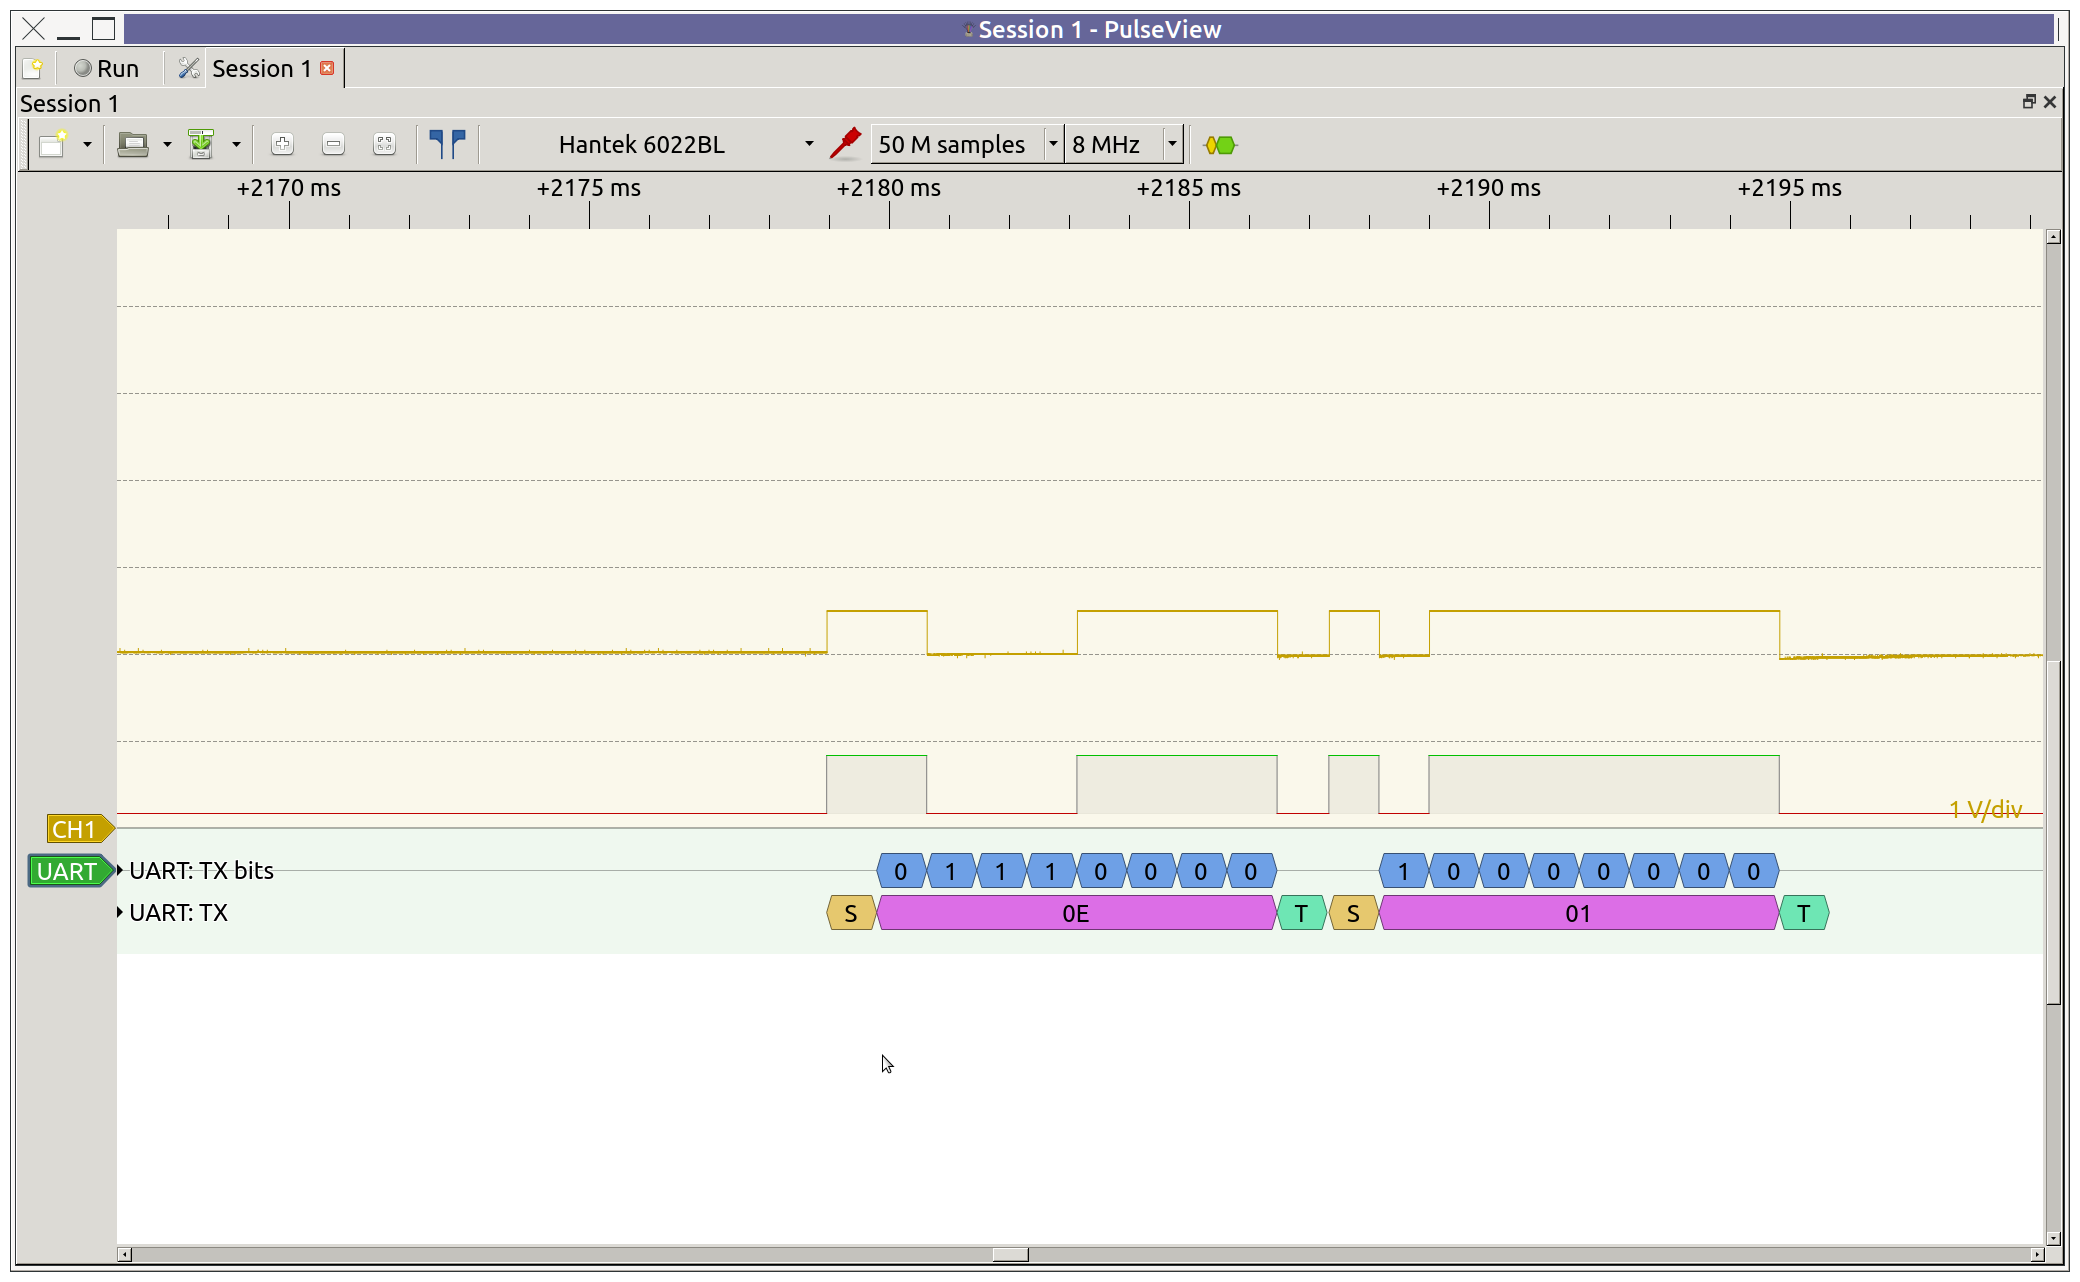 Session 1 - PulseView
Run Session 1
Session 1
Hantek 6022BL 50 M samples 8 MHz
+2170 ms +2175 ms +2180 ms +2185 ms +2190 ms +2195 ms
1 V/div
CH1
UART UART: TX bits 0 1 1 1 0 0 0 0 1 0 0 0 0 0 0 0
UART: TX S 0E T S 01 T